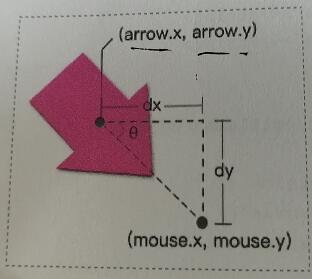 (arrow.x, arrow.y)
dx
θ
dy
(mouse.x, mouse.y)